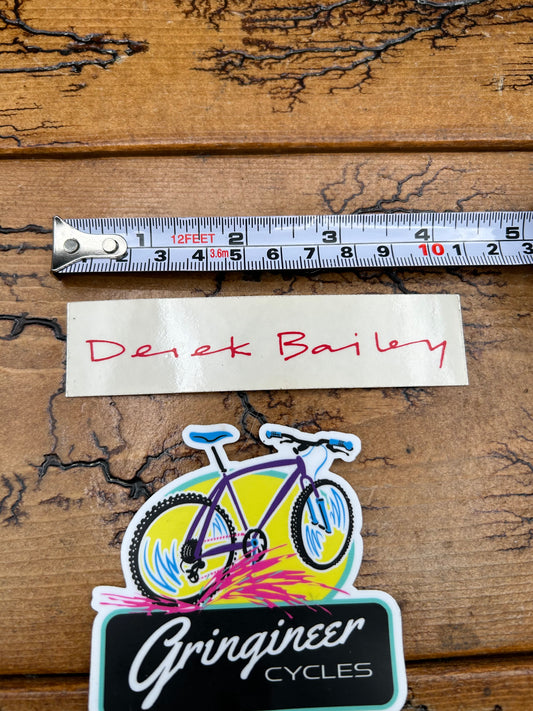 1 12FEET 2 3 4 5
3 4 3.6m 5 6 7 8 9 10 1 2 3
Derek Bailey
Gringineer
CYCLES